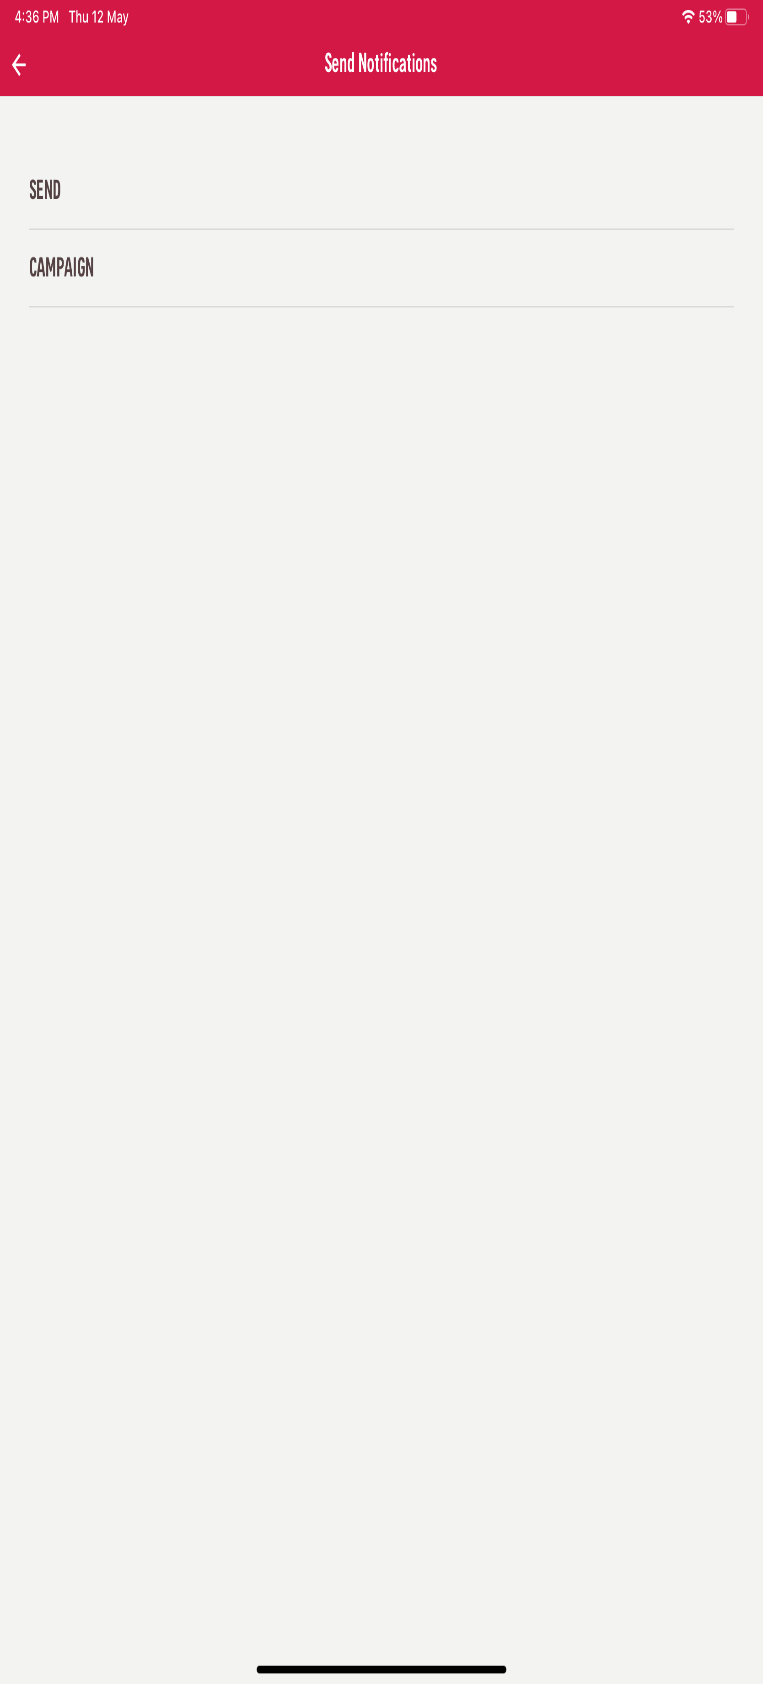 4:36 PM Thu 12 May 53%
Send Notifications
SEND
CAMPAIGN